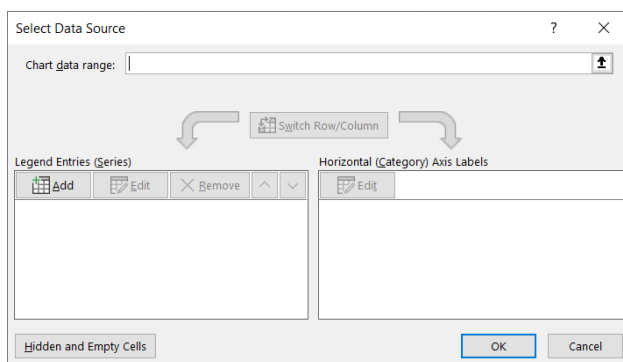 Select Data Source ? ×
Chart data range:
Switch Row/Column
Legend Entries (Series)
Horizontal (Category) Axis Labels
Add Edit Remove
Edit
Hidden and Empty Cells
OK Cancel